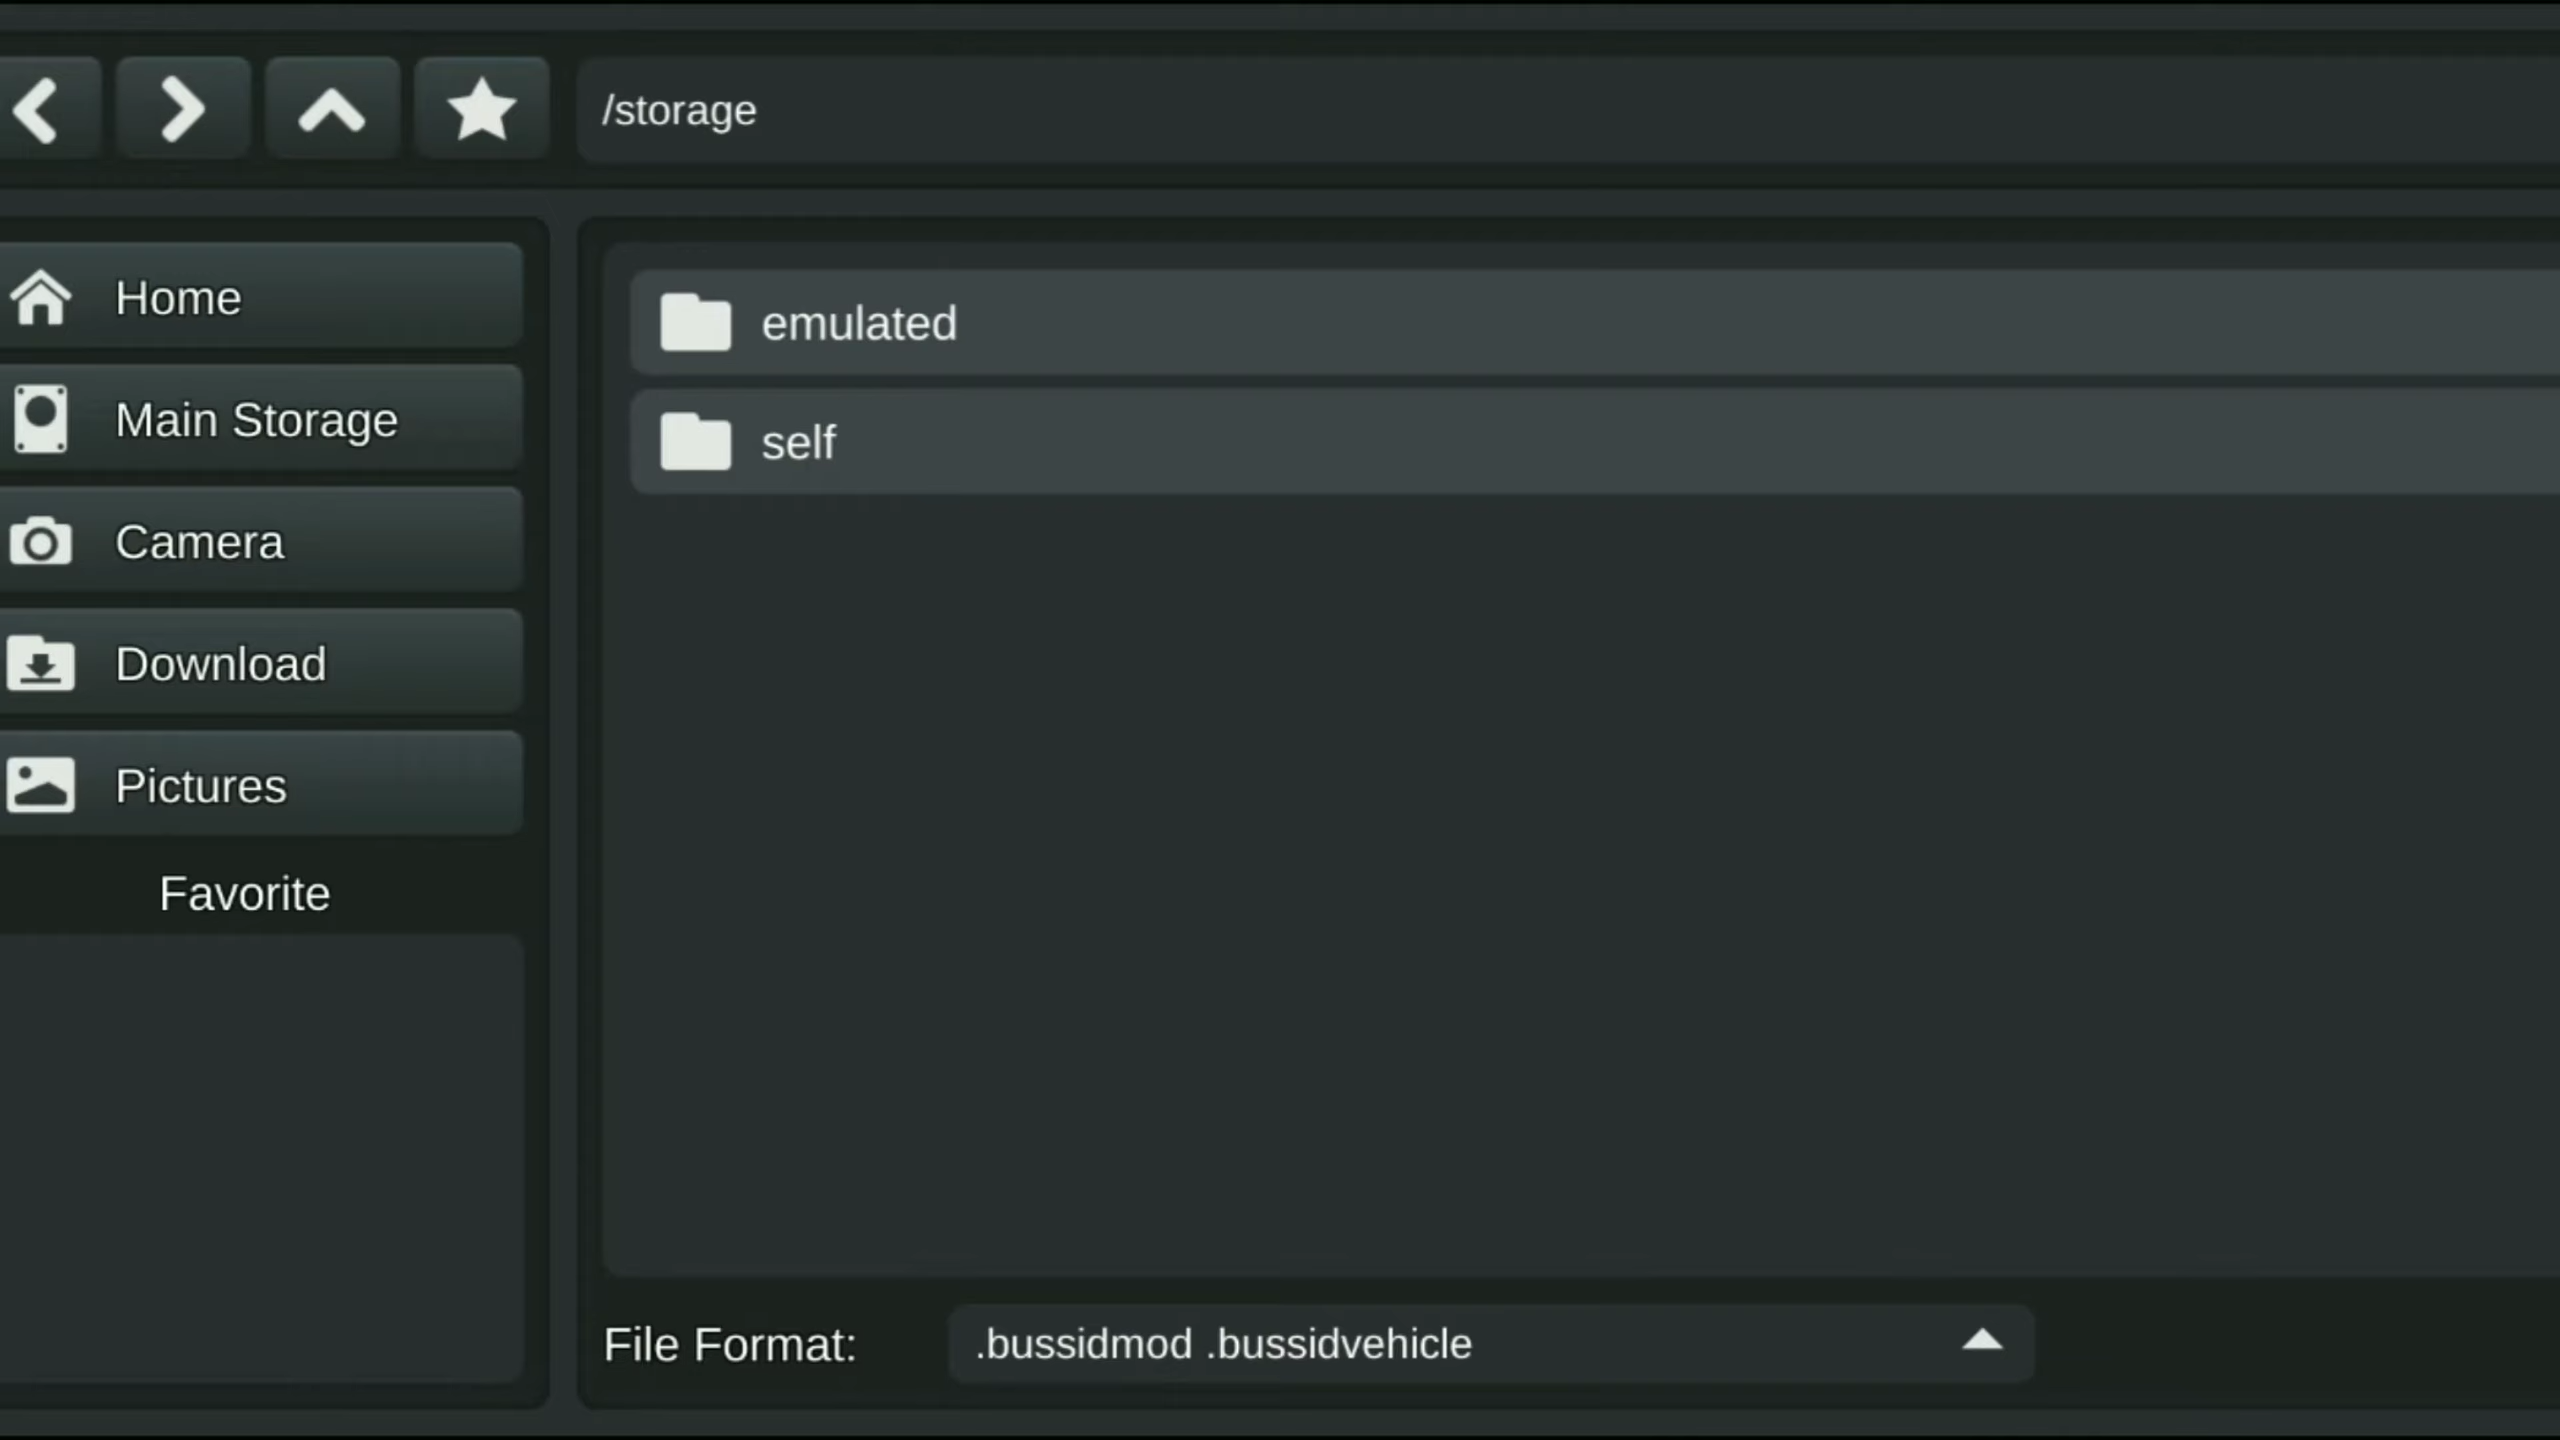 /storage
Home
Main Storage
Camera
Download
Pictures
Favorite
emulated
self
File Format:
.bussidmod .bussidvehicle